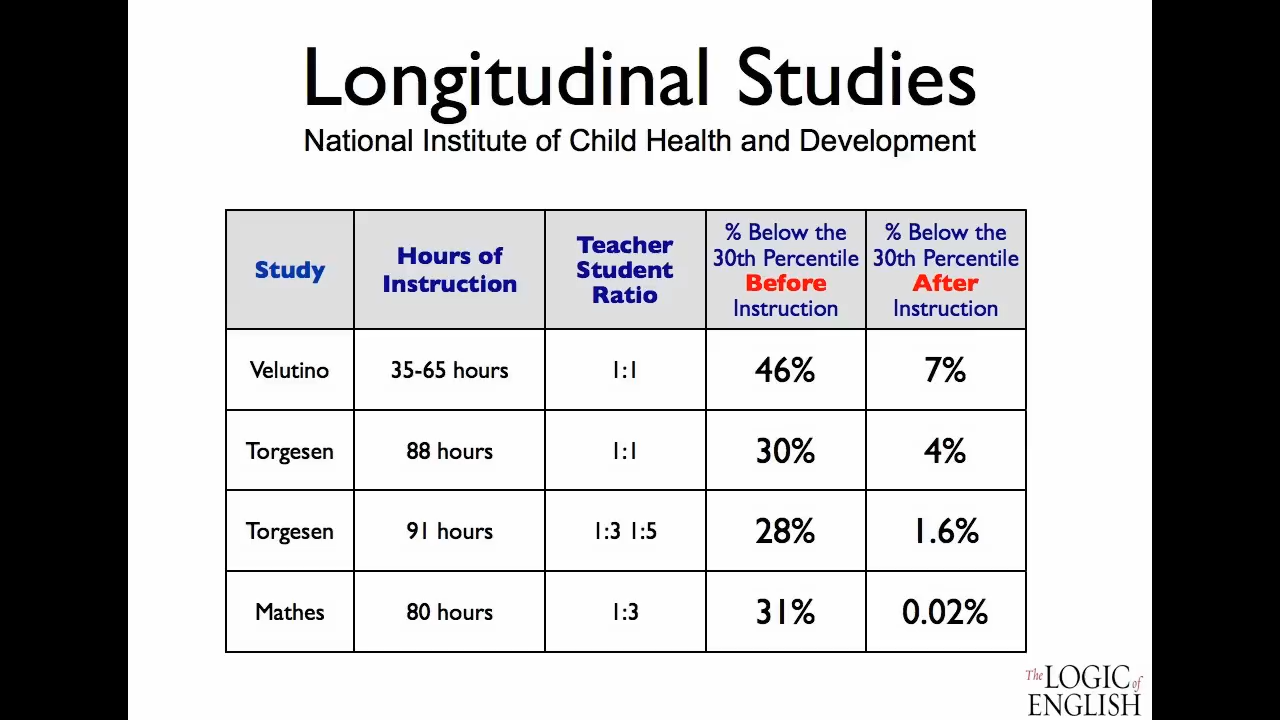 Longitudinal Studies
National Institute of Child Health and Development
Study
Hours of
Instruction
Teacher
Student
Ratio
% Below the
30th Percentile
Before
Instruction
% Below the
30th Percentile
After
Instruction
Velutino
35-65 hours
1:1
46%
7%
Torgesen
88 hours
1:1
30%
4%
Torgesen
91 hours
1:3 1:5
28%
1.6%
Mathes
80 hours
1:3
31%
0.02%
The LOGIC of
ENGLISH